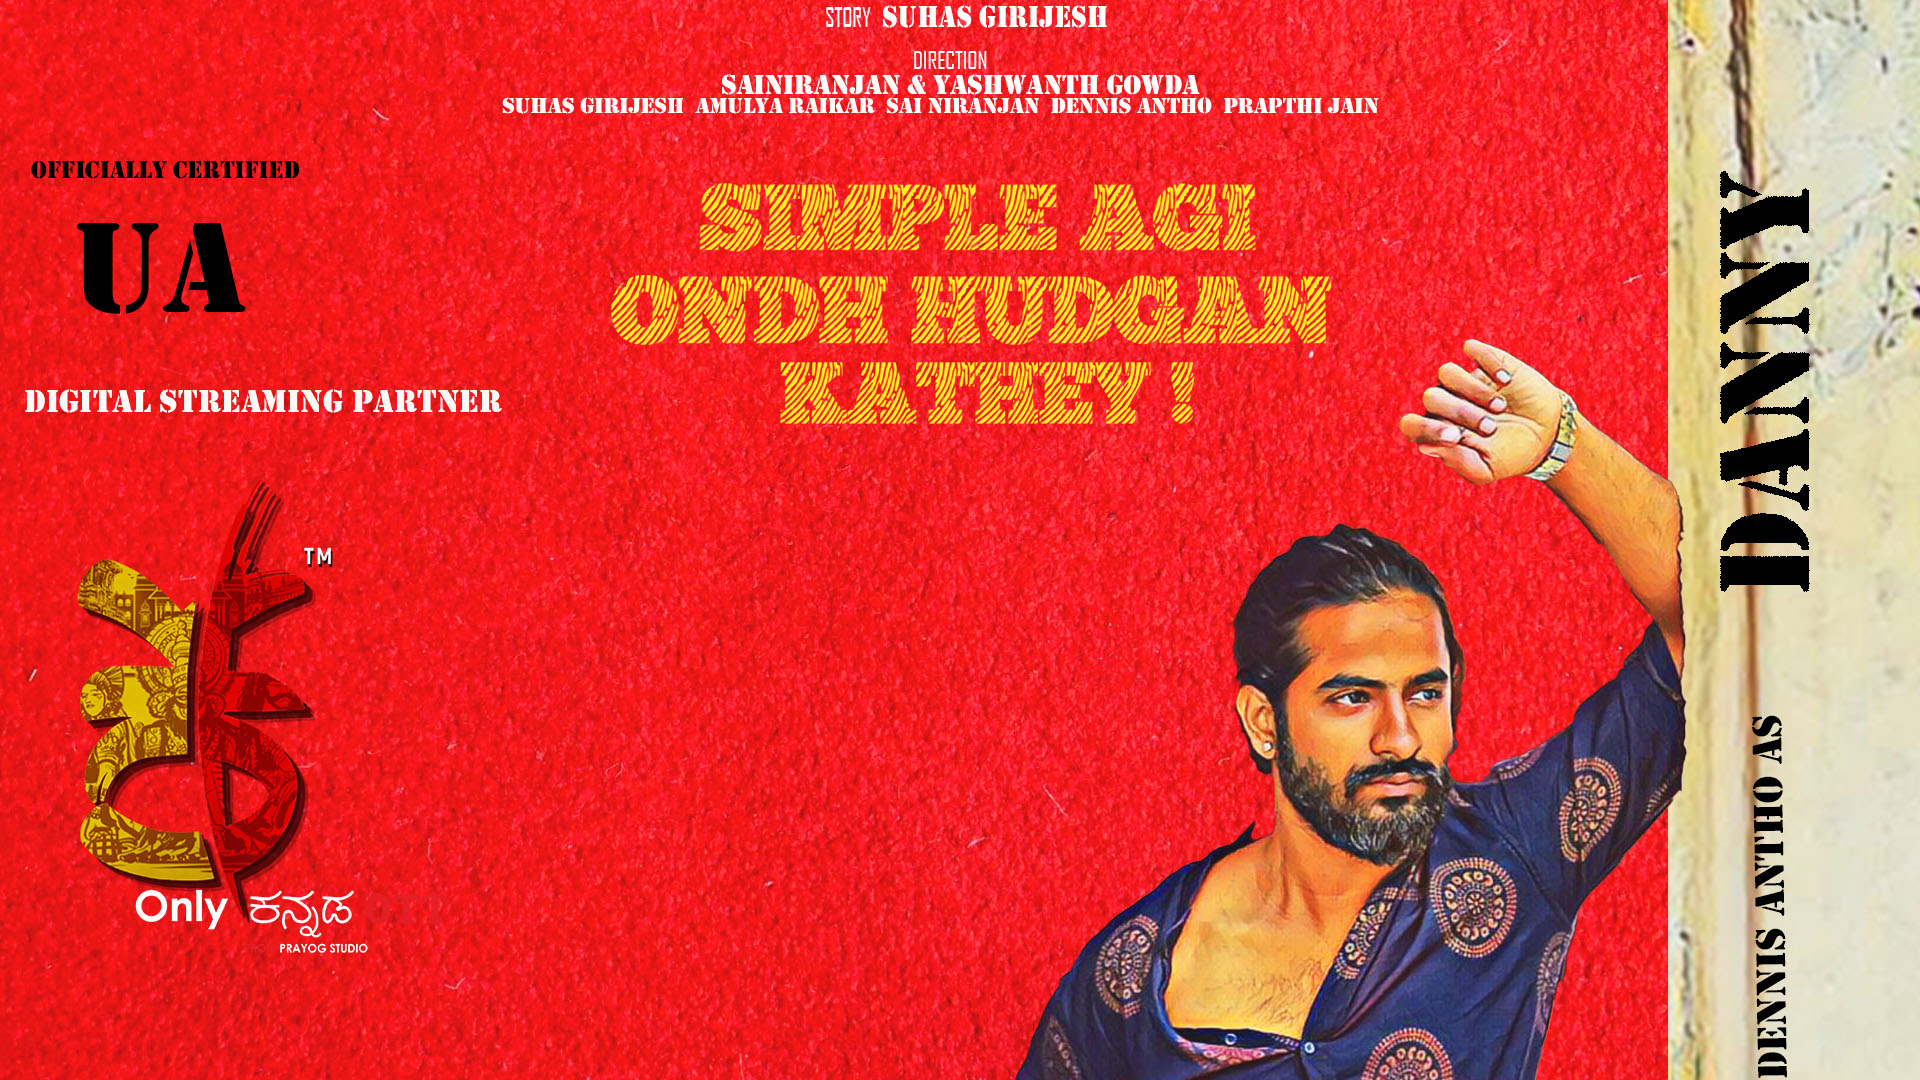 STORY SUHAS GIRIJESH
DIRECTION
SAINIRANJAN & YASHWANTH GOWDA
SUHAS GIRIJESH AMULYA RAIKAR SAI NIRANJAN DENNIS ANTHO PRAPTHI JAIN
OFFICIALLY CERTIFIED
UA
SIMPLE AGI
ONDH HUDGAN
KATHEY !
DIGITAL STREAMING PARTNER
TM
Only ಕನ್ನಡ
PRAYOG STUDIO
DENNIS ANTHO AS
DANNY